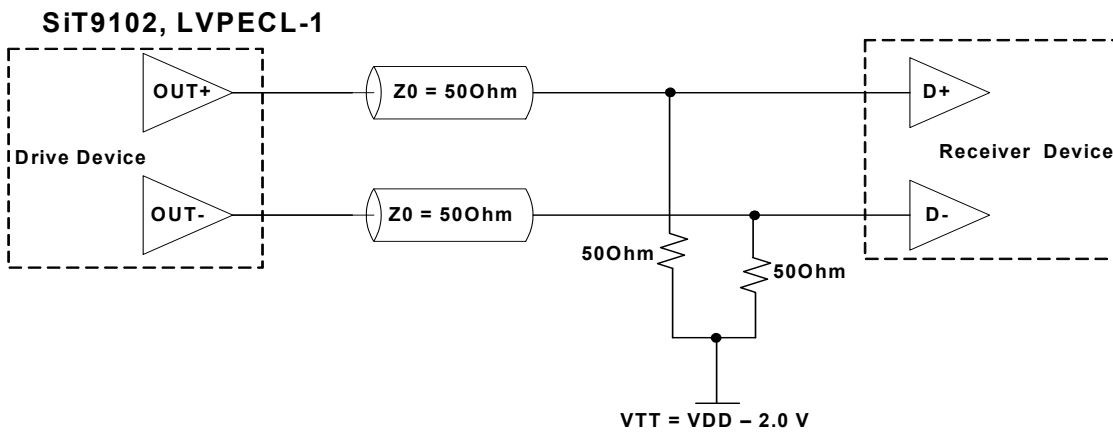 SiT9102, LVPECL-1
OUT+
Z0 = 50Ohm
D+
Drive Device
Receiver Device
OUT-
Z0 = 50Ohm
D-
50Ohm
50Ohm
VTT = VDD – 2.0 V